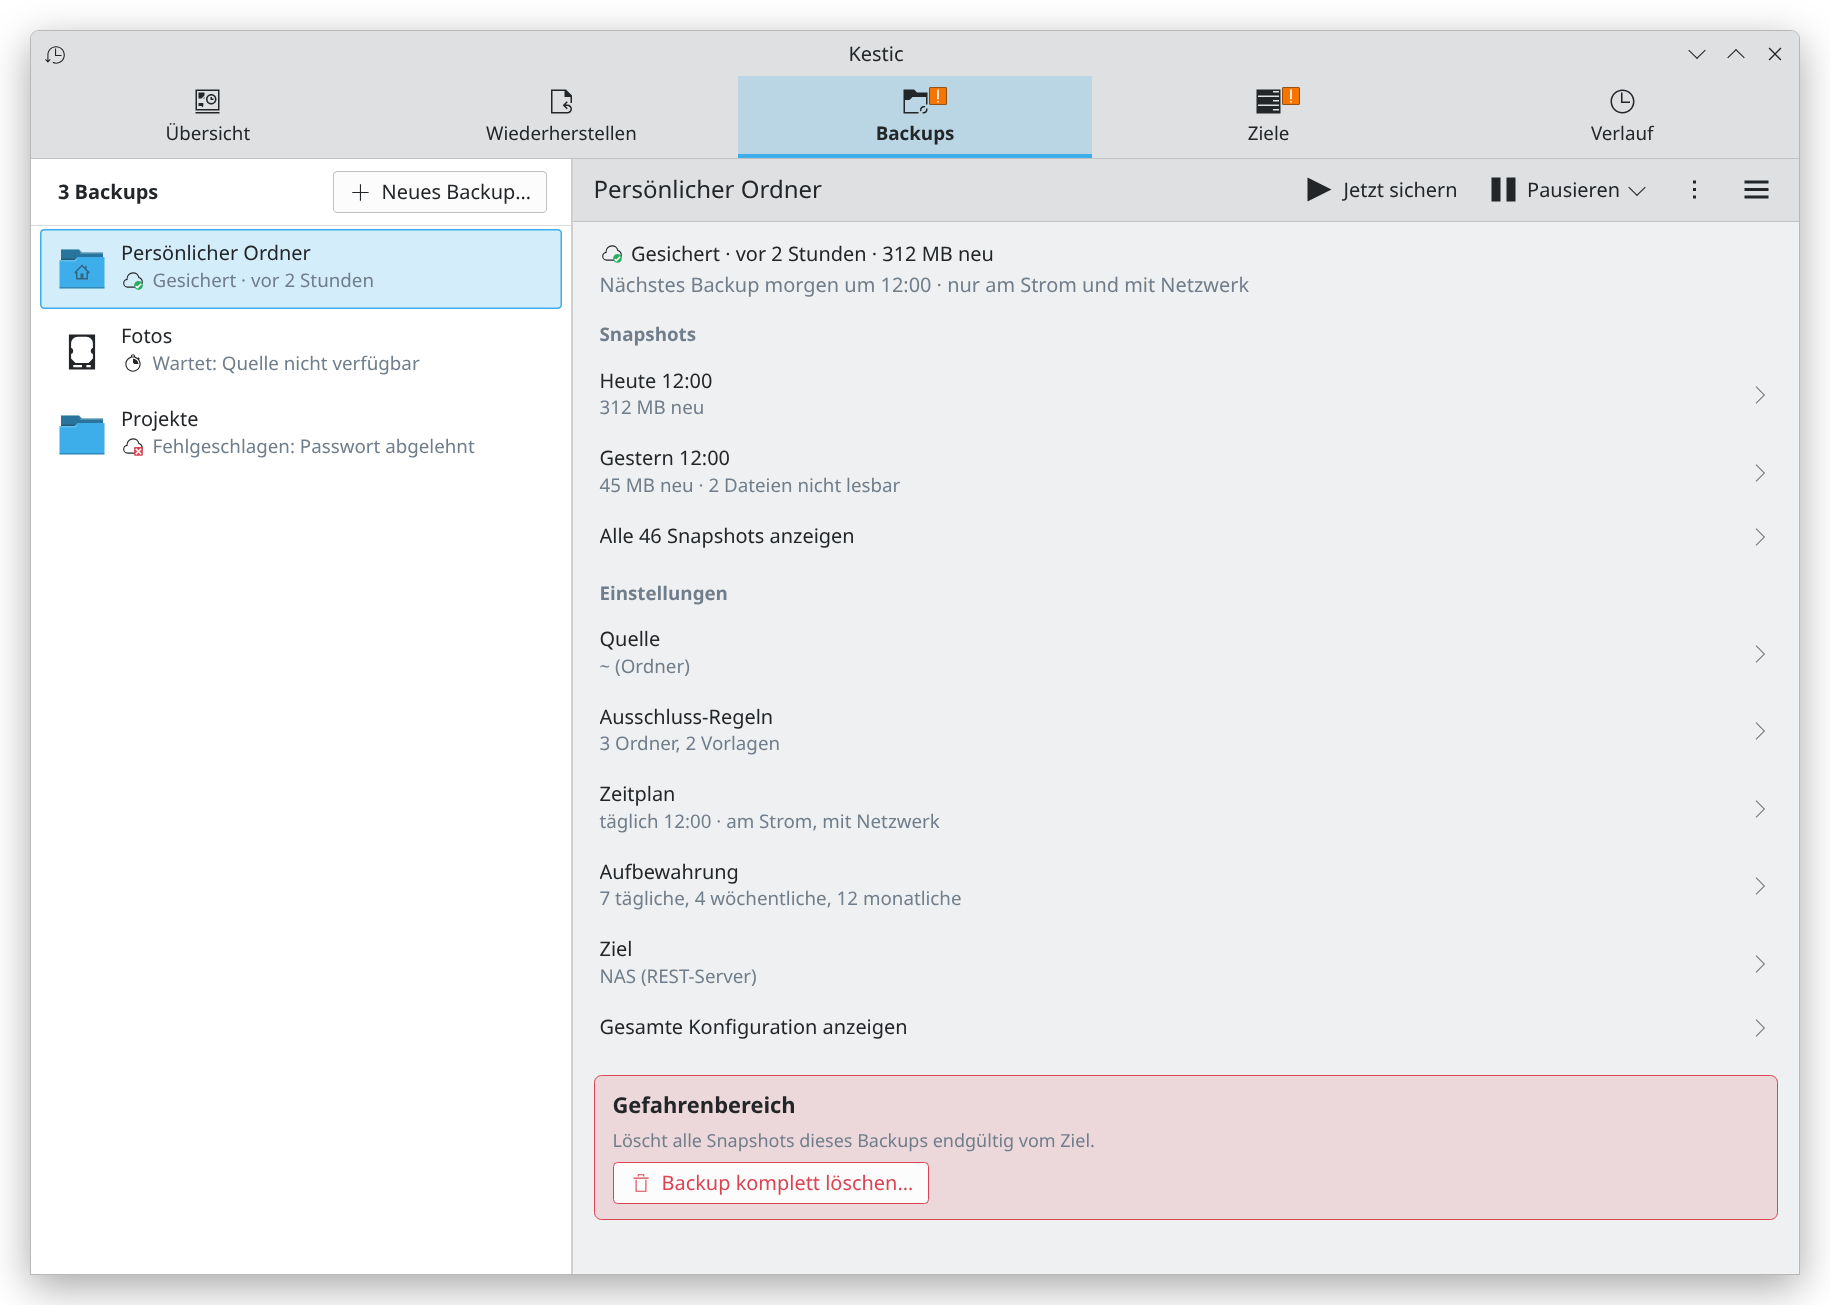 Kestic
Übersicht
Wiederherstellen
Backups
Ziele
Verlauf
3 Backups
Neues Backup...
Persönlicher Ordner
Gesichert · vor 2 Stunden
Fotos
Wartet: Quelle nicht verfügbar
Projekte
Fehlgeschlagen: Passwort abgelehnt
Persönlicher Ordner
Jetzt sichern
Pausieren
Gesichert · vor 2 Stunden · 312 MB neu
Nächstes Backup morgen um 12:00 · nur am Strom und mit Netzwerk
Snapshots
Heute 12:00
312 MB neu
Gestern 12:00
45 MB neu · 2 Dateien nicht lesbar
Alle 46 Snapshots anzeigen
Einstellungen
Quelle
~ (Ordner)
Ausschluss-Regeln
3 Ordner, 2 Vorlagen
Zeitplan
täglich 12:00 · am Strom, mit Netzwerk
Aufbewahrung
7 tägliche, 4 wöchentliche, 12 monatliche
Ziel
NAS (REST-Server)
Gesamte Konfiguration anzeigen
Gefahrenbereich
Löscht alle Snapshots dieses Backups endgültig vom Ziel.
Backup komplett löschen...